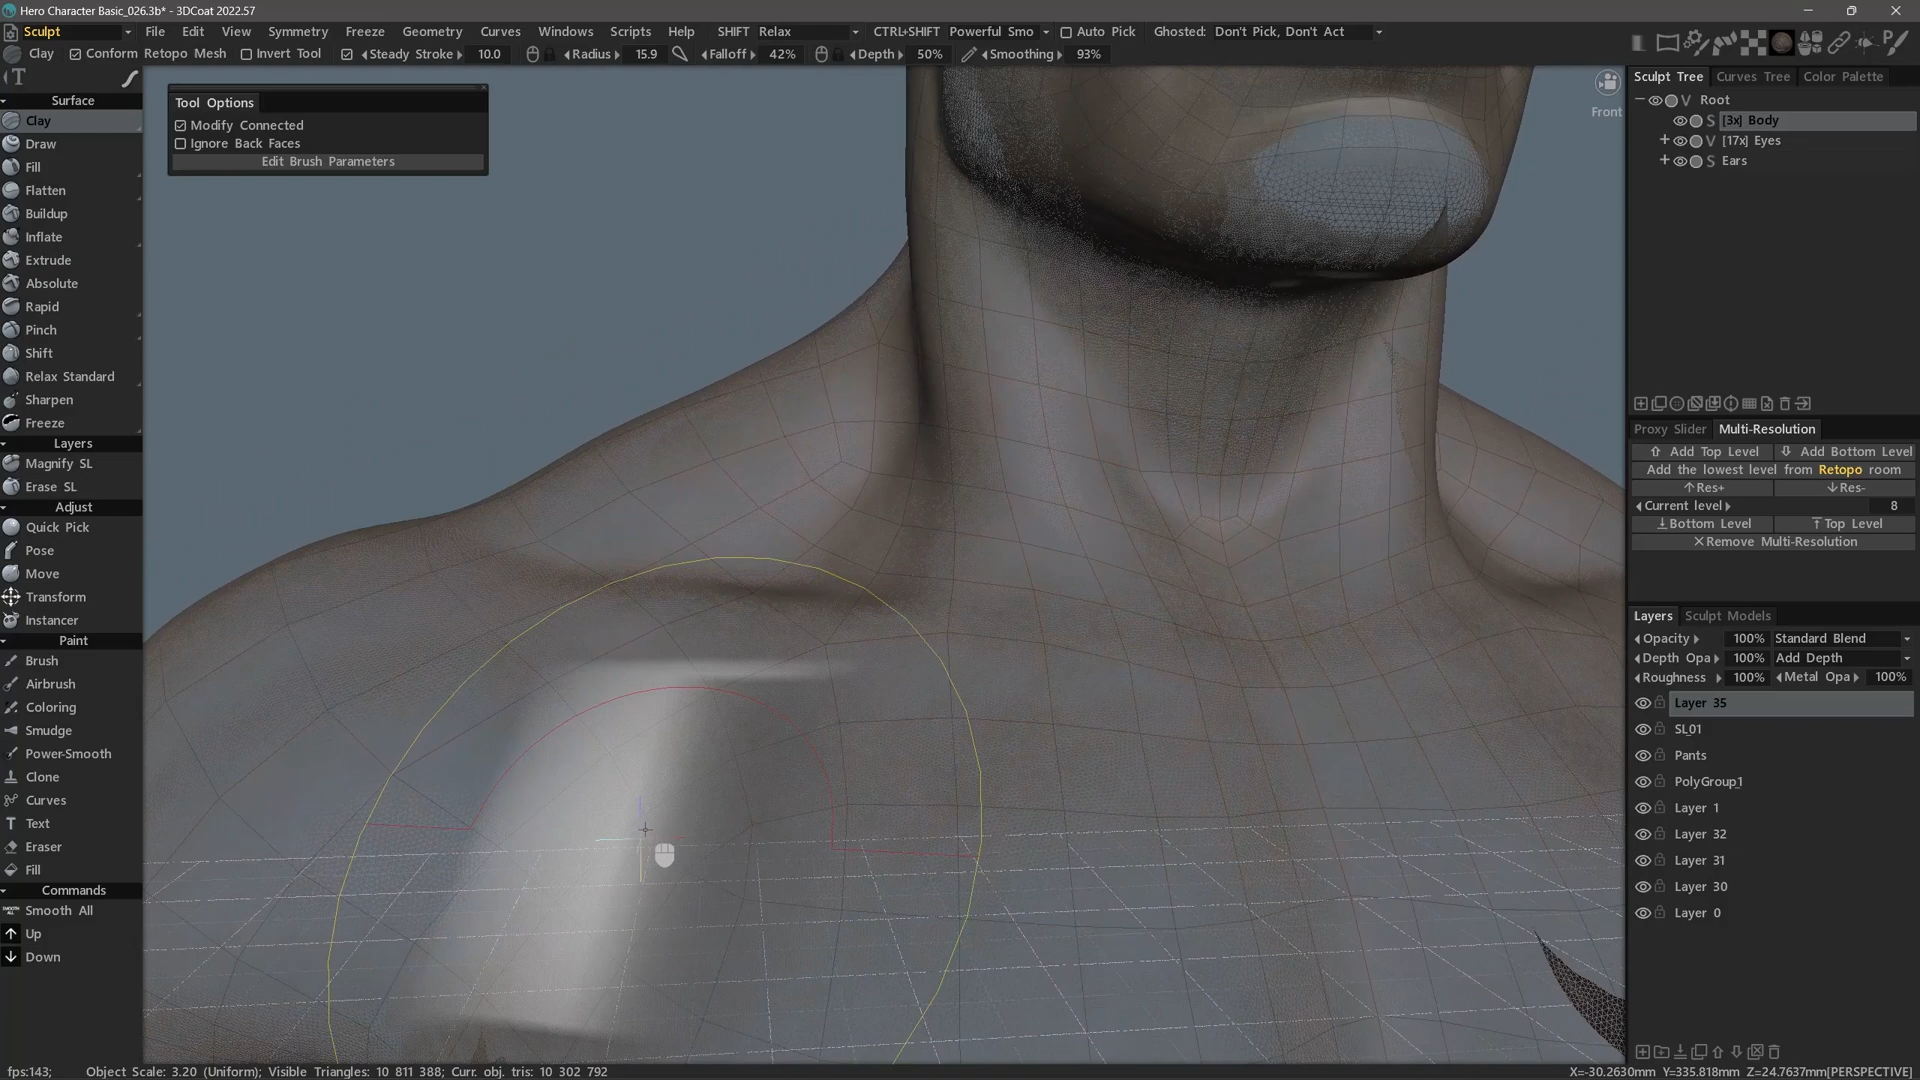 Hero Character Basic_026.3b* - 3DCoat 2022.57
Sculpt File Edit View Symmetry Freeze Geometry Curves Windows Scripts Help SHIFT Relax CTRL+SHIFT Powerful Smo Auto Pick Ghosted: Don't Pick, Don't Act
Clay Conform Retopo Mesh Invert Tool Steady Stroke 10.0 Radius 15.9 Falloff 42% Depth 50% Smoothing 93%
Surface
Clay
Draw
Fill
Flatten
Buildup
Inflate
Extrude
Absolute
Rapid
Pinch
Shift
Relax Standard
Sharpen
Freeze
Layers
Magnify SL
Erase SL
Adjust
Quick Pick
Pose
Move
Transform
Instancer
Paint
Brush
Airbrush
Coloring
Smudge
Power-Smooth
Clone
Curves
Text
Eraser
Fill
Commands
Smooth All
Up
Down
Tool Options
Modify Connected
Ignore Back Faces
Edit Brush Parameters
Front
Sculpt Tree Curves Tree Color Palette
V Root
S [3x] Body
V [17x] Eyes
S Ears
Proxy Slider Multi-Resolution
Add Top Level Add Bottom Level
Add the lowest level from Retopo room
Res+ Res-
Current level 8
Bottom Level Top Level
Remove Multi-Resolution
Layers Sculpt Models
Opacity 100% Standard Blend
Depth Opa 100% Add Depth
Roughness 100% Metal Opa 100%
Layer 35
SL01
Pants
PolyGroup1
Layer 1
Layer 32
Layer 31
Layer 30
Layer 0
fps:143; Object Scale: 3.20 (Uniform); Visible Triangles: 10 811 388; Curr. obj. tris: 10 302 792 X=-30.2630mm Y=335.818mm Z=24.7637mm[PERSPECTIVE]